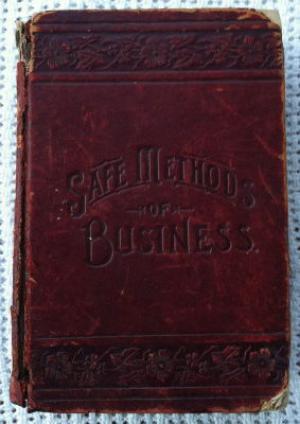 SAFE METHODS
OF
BUSINESS.